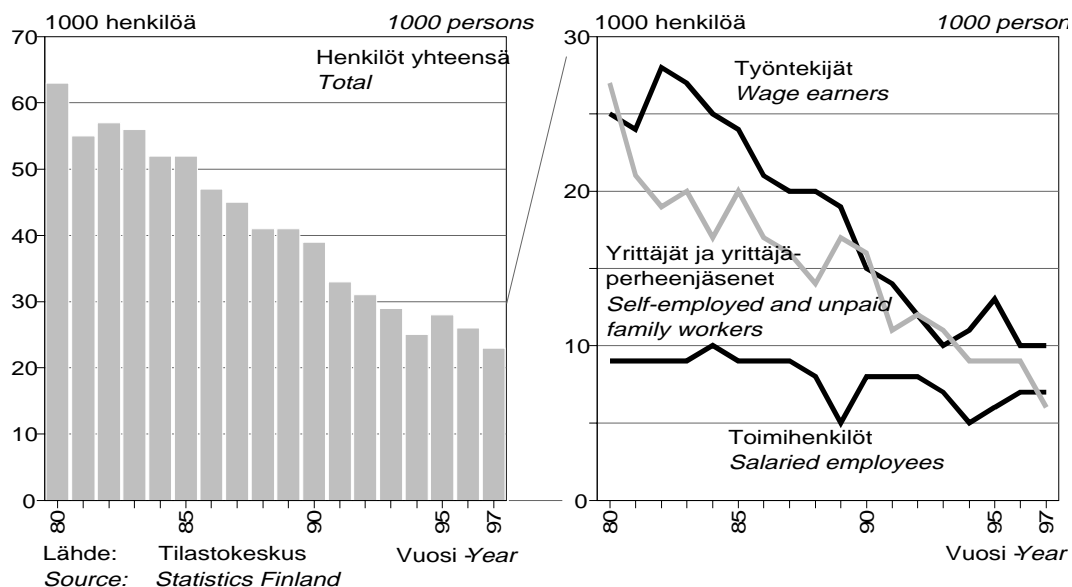 1000 henkilöä 1000 persons
70
60
50
40
30
20
10
0
Henkilöt yhteensä
Total
80 85 90 95 97
Vuosi -Year
Lähde: Tilastokeskus
Source: Statistics Finland
1000 henkilöä 1000 person
30
20
10
0
Työntekijät
Wage earners
Yrittäjät ja yrittäjä-
perheenjäsenet
Self-employed and unpaid
family workers
Toimihenkilöt
Salaried employees
80 85 90 95 97
Vuosi -Year